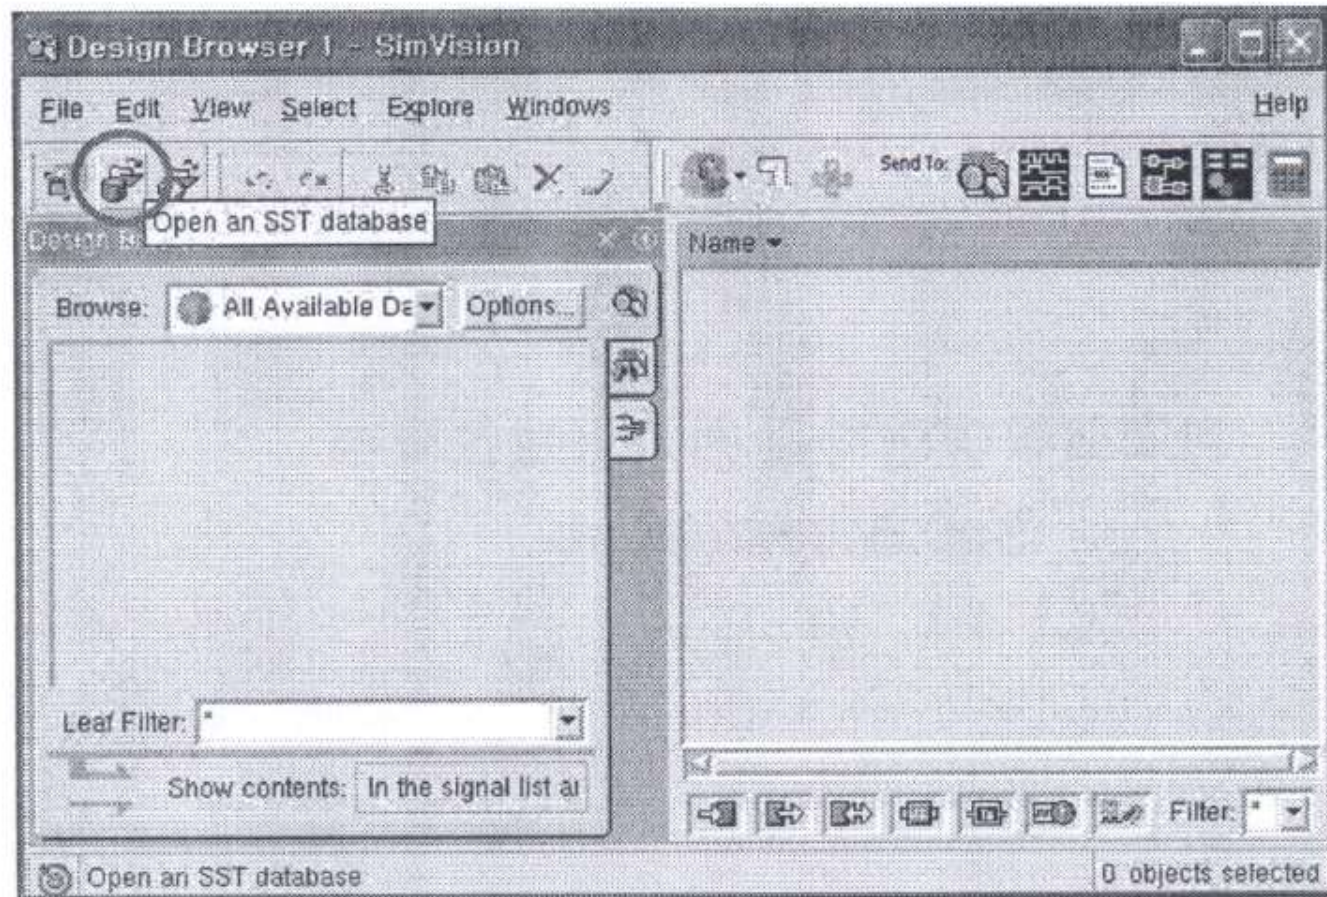 Design Browser 1 - SimVision
File Edit View Select Explore Windows Help
Send To:
Open an SST database
Name
Browse: All Available Da Options...
Leaf Filter: *
Show contents: In the signal list ar
Filter: *
Open an SST database 0 objects selected